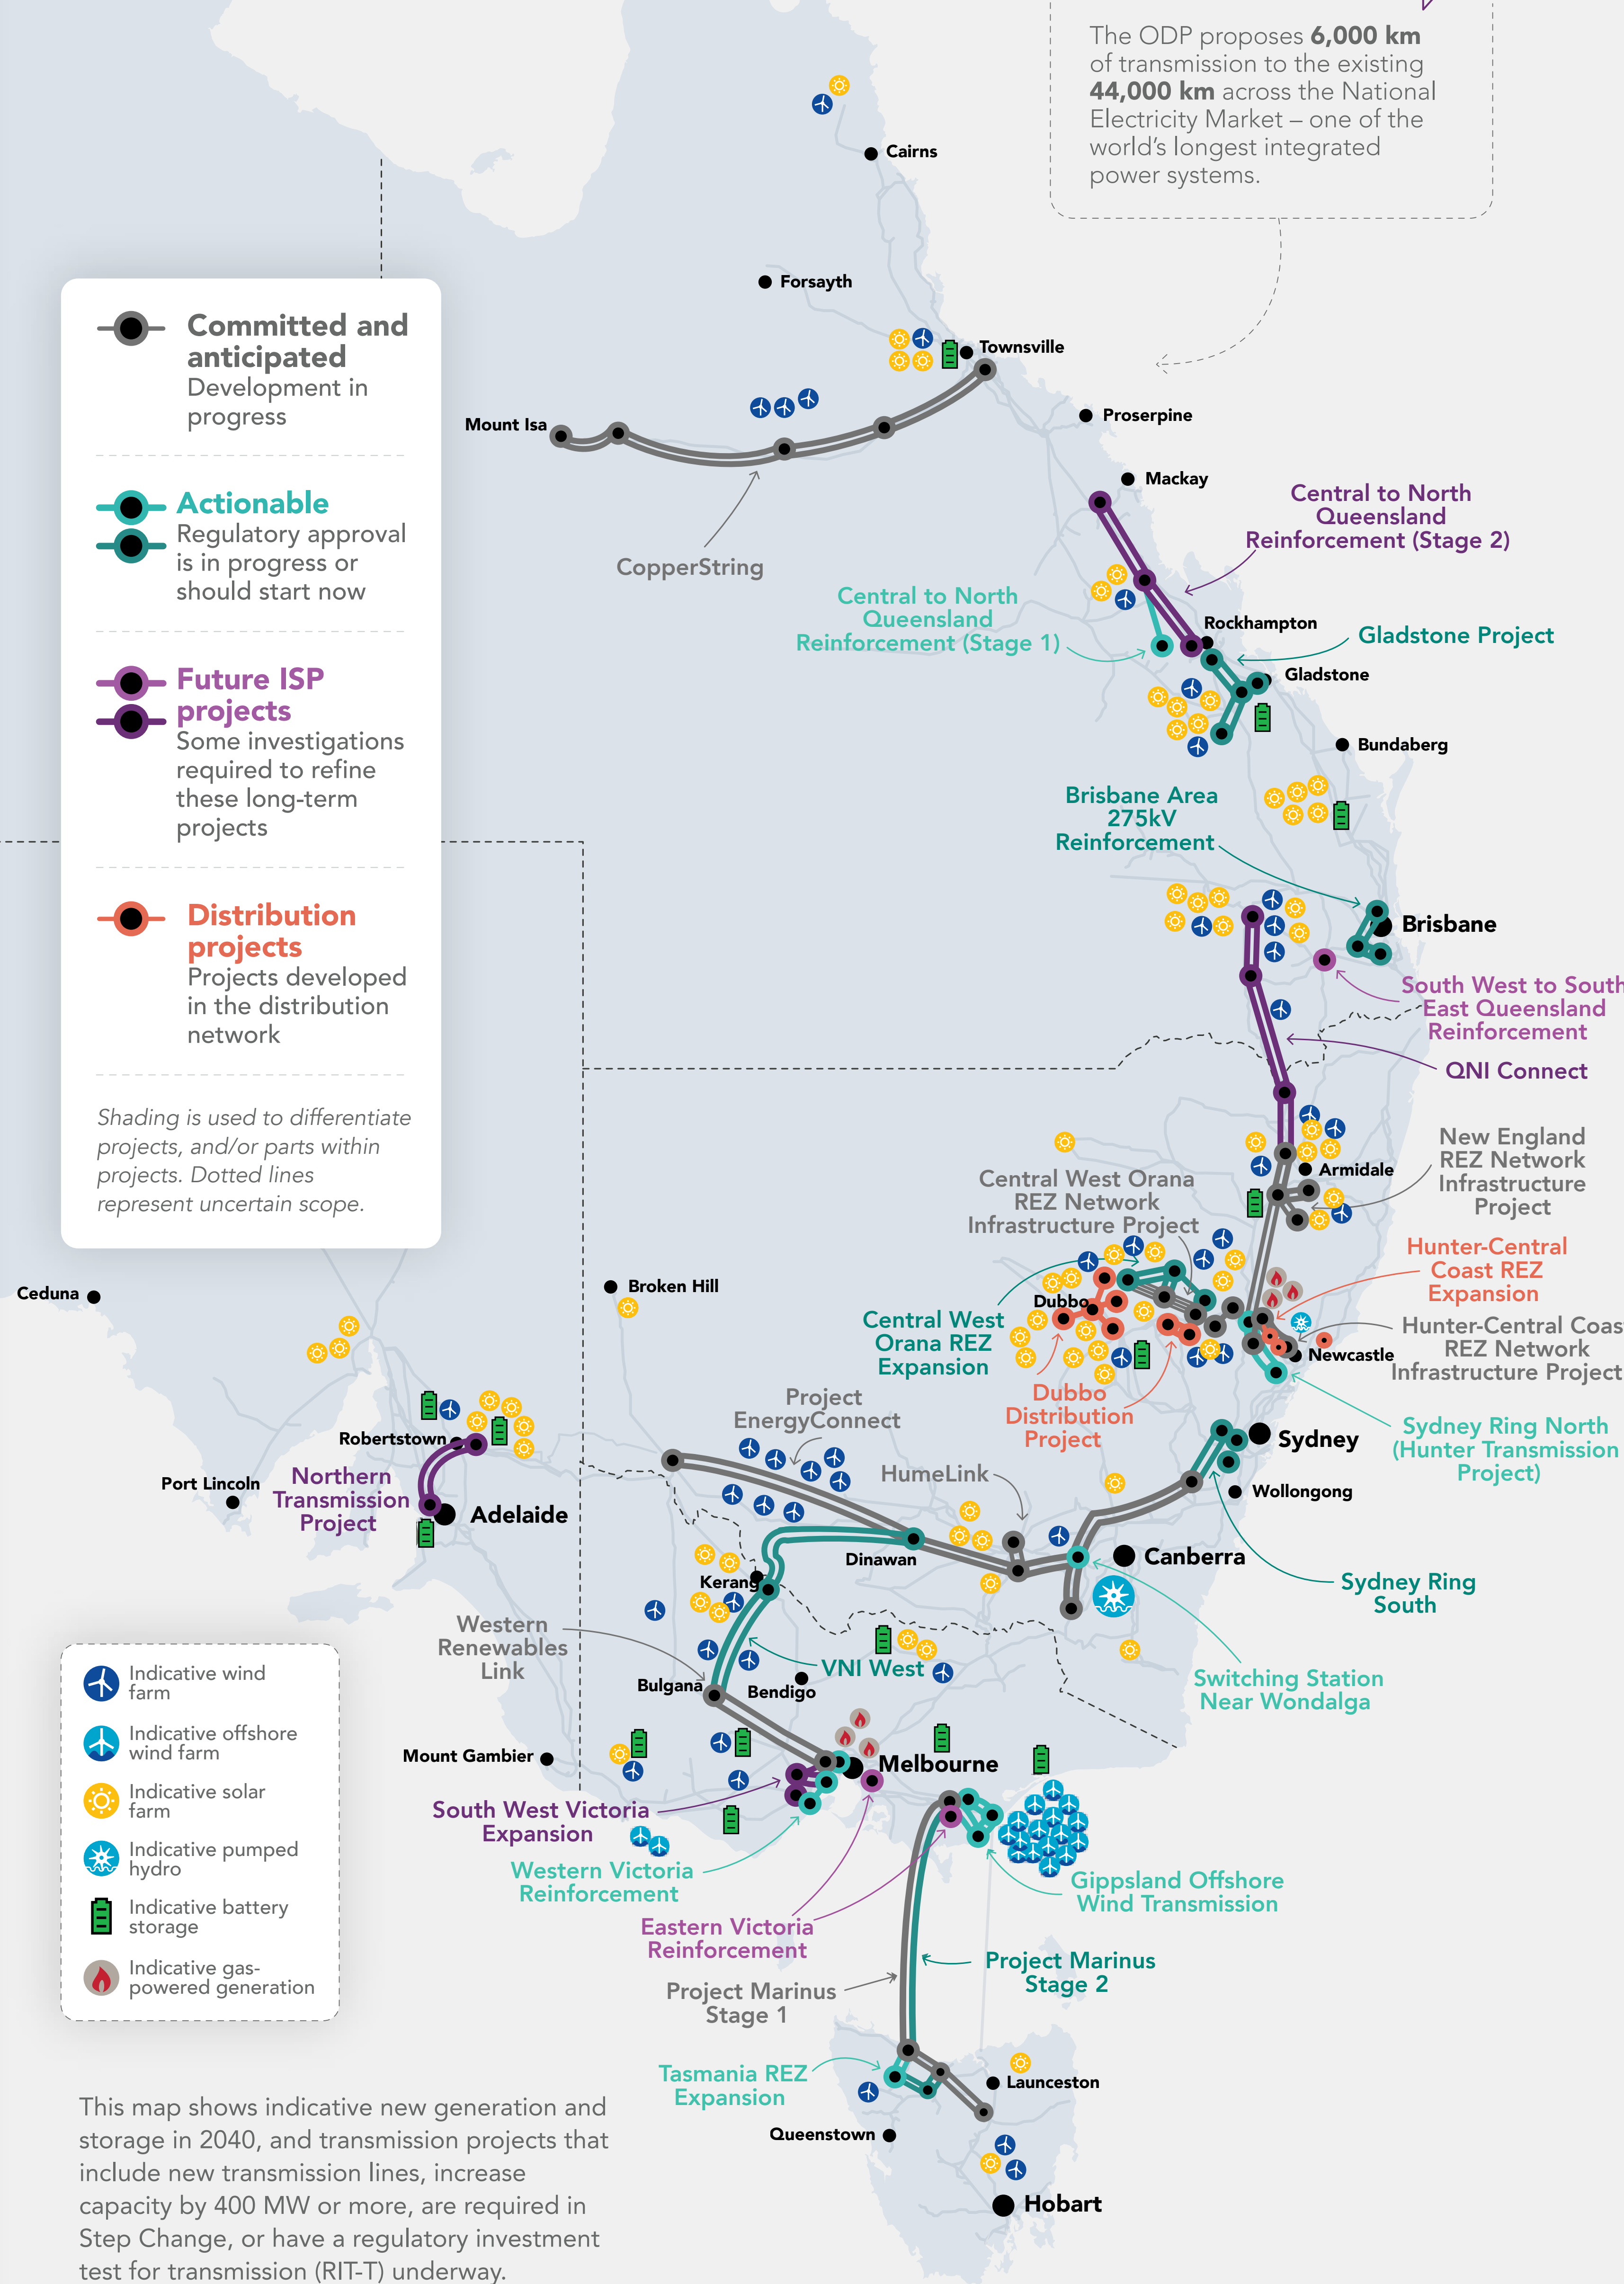 The ODP proposes 6,000 km
of transmission to the existing
44,000 km across the National
Electricity Market – one of the
world's longest integrated
power systems.
Cairns
Forsyath
Townsville
Mount Isa
Proserpine
Mackay
CopperString
Central to North
Queensland
Reinforcement (Stage 2)
Central to North
Queensland
Reinforcement (Stage 1)
Rockhampton
Gladstone Project
Gladstone
Bundaberg
Brisbane Area
275kV
Reinforcement
Brisbane
South West to South
East Queensland
Reinforcement
QNI Connect
Committed and
anticipated
Development in
progress
Actionable
Regulatory approval
is in progress or
should start now
Future ISP
projects
Some investigations
required to refine
these long-term
projects
Distribution
projects
Projects developed
in the distribution
network
Shading is used to differentiate
projects, and/or parts within
projects. Dotted lines
represent uncertain scope.
New England
REZ Network
Infrastructure
Project
Armidale
Central West Orana
REZ Network
Infrastructure Project
Hunter-Central
Coast REZ
Expansion
Ceduna
Broken Hill
Dubbo
Central West
Orana REZ
Expansion
Hunter-Central Coas
REZ Network
Infrastructure Project
Newcastle
Dubbo
Distribution
Project
Project
EnergyConnect
Sydney Ring North
(Hunter Transmission
Project)
Sydney
Robertstown
Port Lincoln
Northern
Transmission
Project
Adelaide
HumeLink
Wollongong
Dinawan
Canberra
Kerang
Sydney Ring
South
Western
Renewables
Link
VNI West
Bulgana
Bendigo
Switching Station
Near Wondalga
Mount Gambier
Melbourne
South West Victoria
Expansion
Western Victoria
Reinforcement
Gippsland Offshore
Wind Transmission
Eastern Victoria
Reinforcement
Project Marinus
Stage 2
Project Marinus
Stage 1
Indicative wind
farm
Indicative offshore
wind farm
Indicative solar
farm
Indicative pumped
hydro
Indicative battery
storage
Indicative gas-
powered generation
Tasmania REZ
Expansion
Launceston
Queenstown
Hobart
This map shows indicative new generation and
storage in 2040, and transmission projects that
include new transmission lines, increase
capacity by 400 MW or more, are required in
Step Change, or have a regulatory investment
test for transmission (RIT-T) underway.